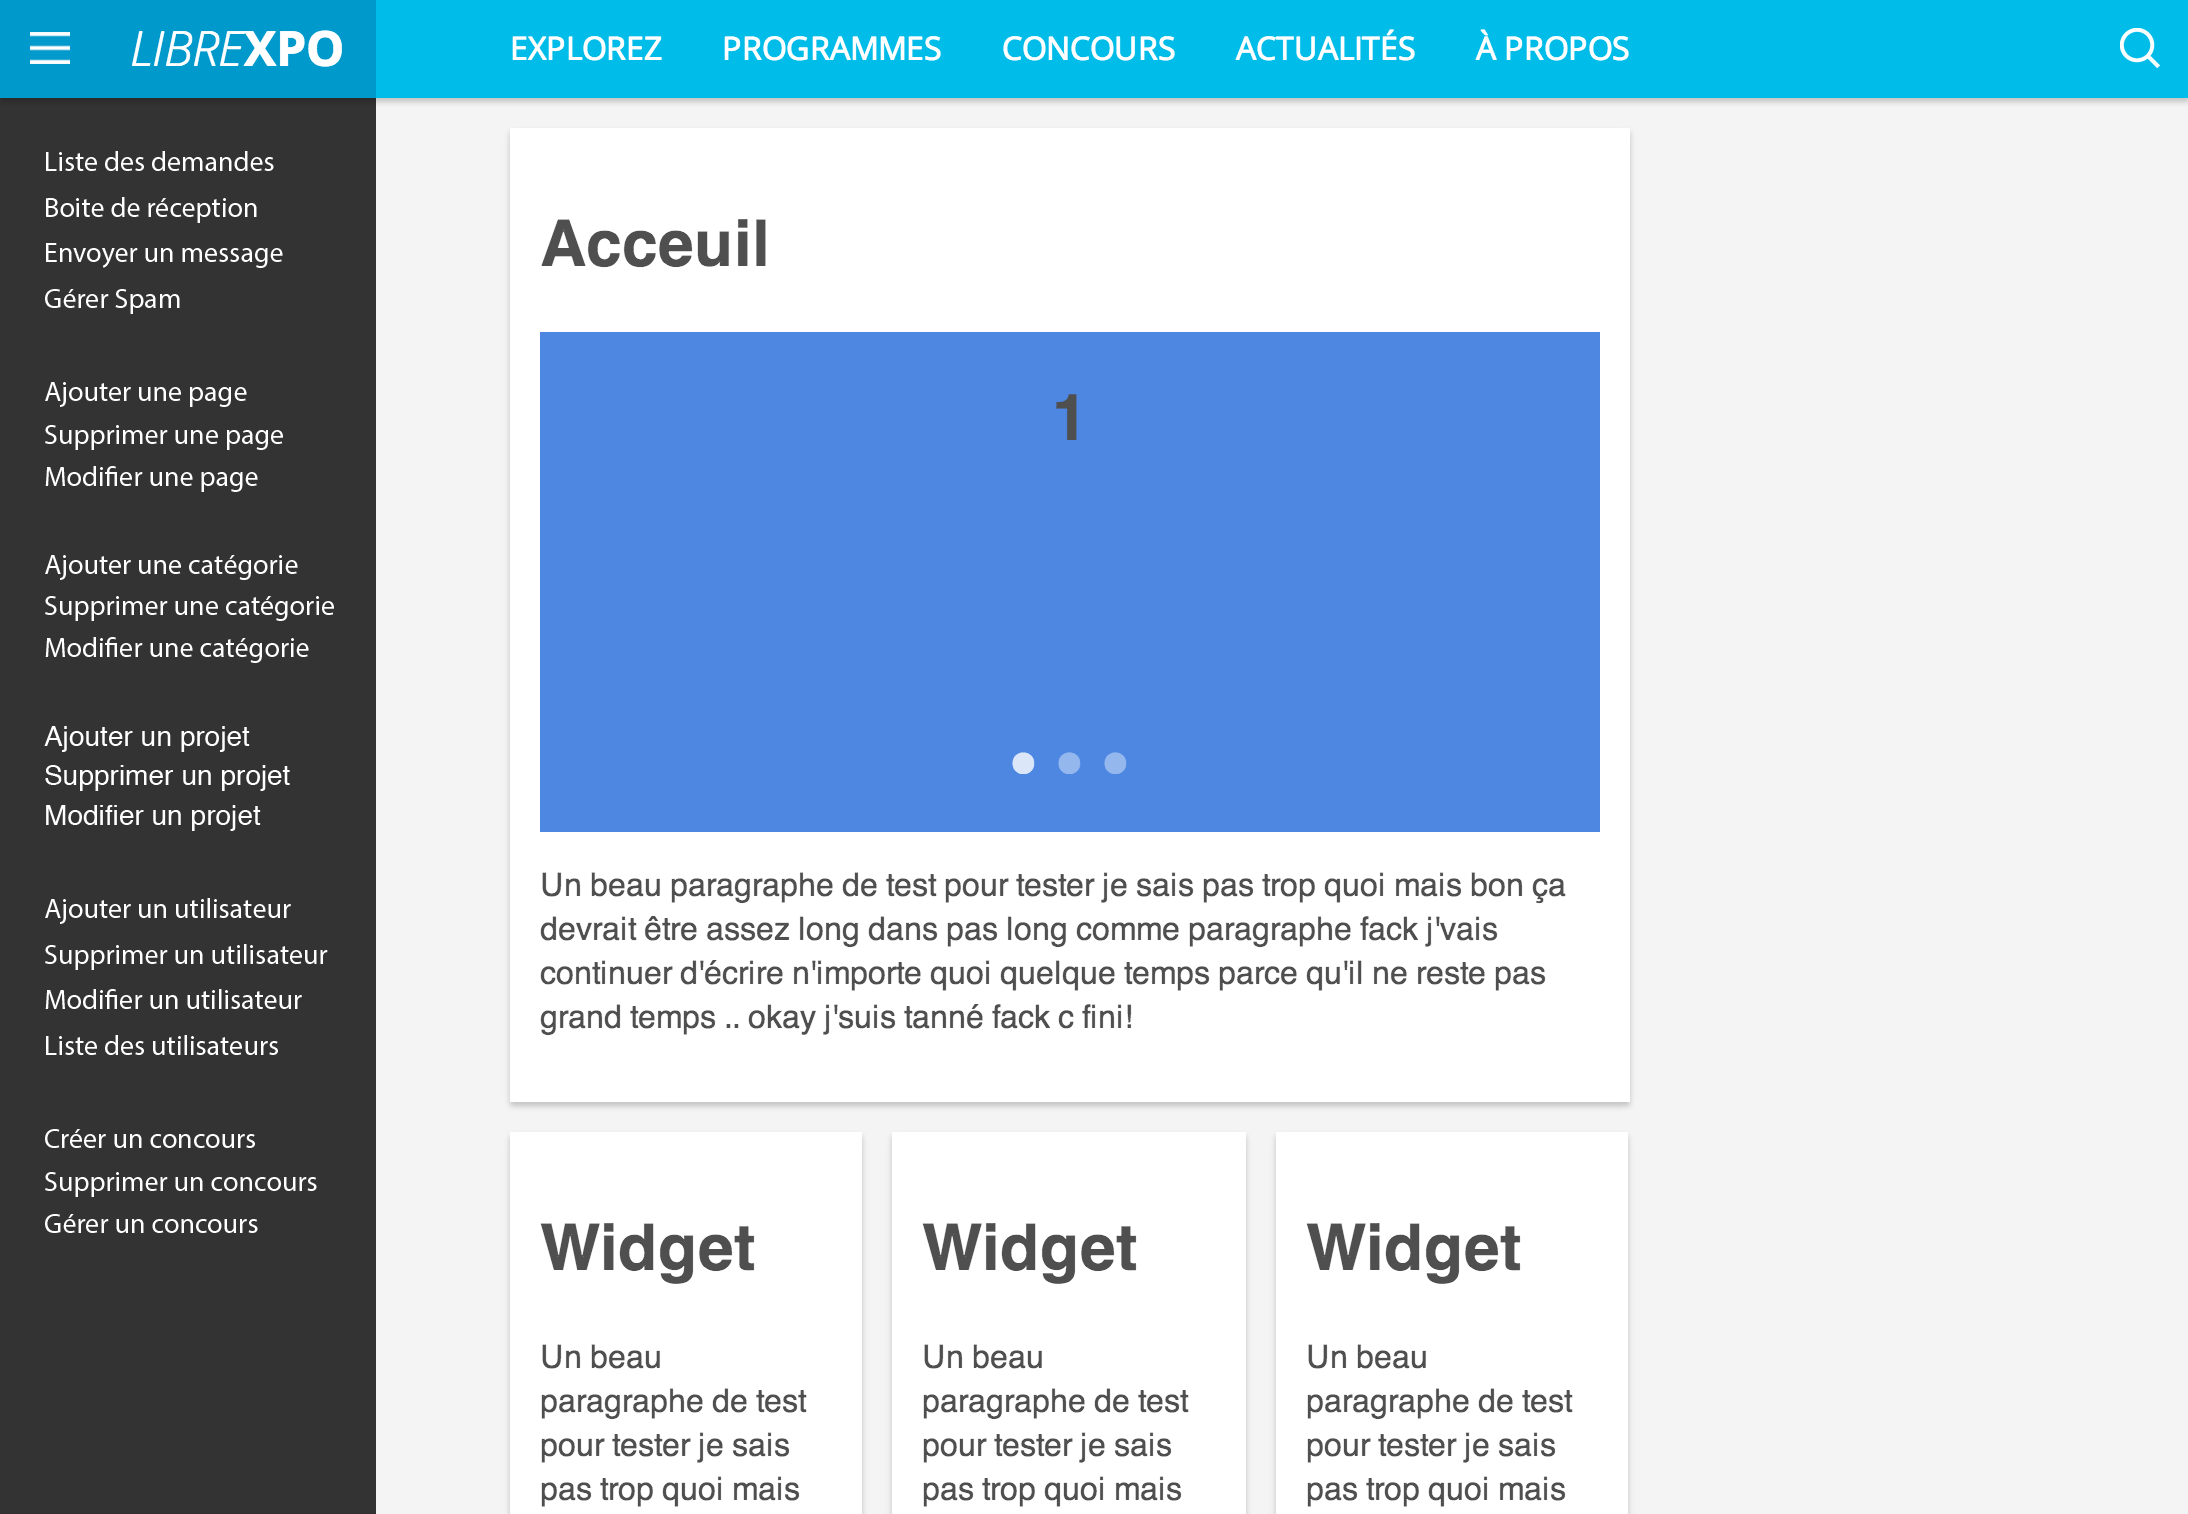 LIBREXPO
EXPLOREZ PROGRAMMES CONCOURS ACTUALITÉS À PROPOS
Liste des demandes
Boite de réception
Envoyer un message
Gérer Spam
Ajouter une page
Supprimer une page
Modifier une page
Ajouter une catégorie
Supprimer une catégorie
Modifier une catégorie
Ajouter un projet
Supprimer un projet
Modifier un projet
Ajouter un utilisateur
Supprimer un utilisateur
Modifier un utilisateur
Liste des utilisateurs
Créer un concours
Supprimer un concours
Gérer un concours
Acceuil
1
Un beau paragraphe de test pour tester je sais pas trop quoi mais bon ça
devrait être assez long dans pas long comme paragraphe fack j'vais
continuer d'écrire n'importe quoi quelque temps parce qu'il ne reste pas
grand temps .. okay j'suis tanné fack c fini!
Widget
Un beau
paragraphe de test
pour tester je sais
pas trop quoi mais
Widget
Un beau
paragraphe de test
pour tester je sais
pas trop quoi mais
Widget
Un beau
paragraphe de test
pour tester je sais
pas trop quoi mais